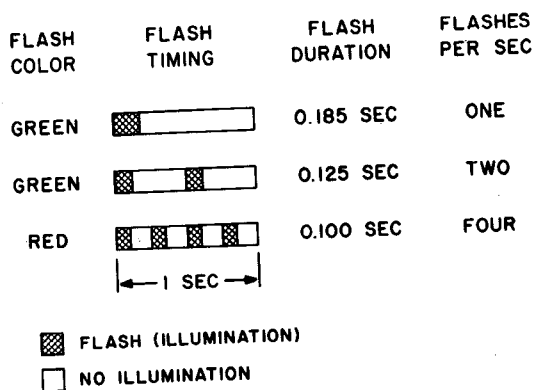 FLASH COLOR FLASH TIMING FLASH DURATION FLASHES PER SEC
GREEN 0.185 SEC ONE
GREEN 0.125 SEC TWO
RED 0.100 SEC FOUR
1 SEC
FLASH (ILLUMINATION)
NO ILLUMINATION